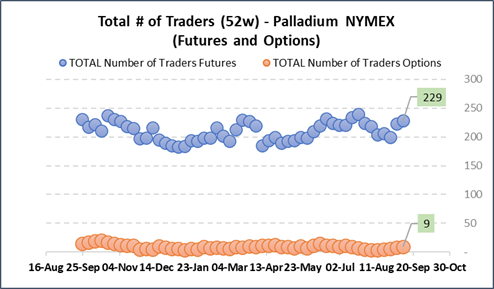 Total # of Traders (52w) - Palladium NYMEX
(Futures and Options)
TOTAL Number of Traders Futures TOTAL Number of Traders Options
300
250
229
200
150
100
50
9
-
16-Aug 25-Sep 04-Nov 14-Dec 23-Jan 04-Mar 13-Apr 23-May 02-Jul 11-Aug 20-Sep 30-Oct